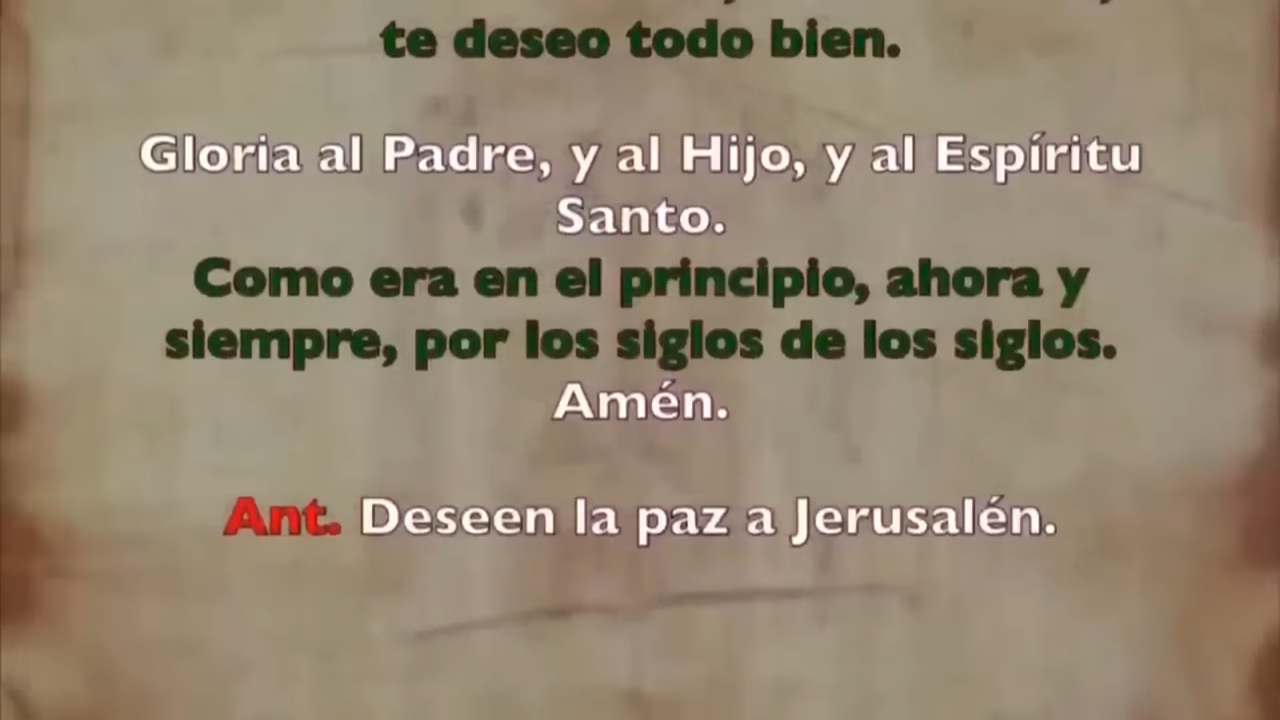 te deseo todo bien.
Gloria al Padre, y al Hijo, y al Espíritu
Santo.
Como era en el principio, ahora y
siempre, por los siglos de los siglos.
Amén.
Ant. Deseen la paz a Jerusalén.